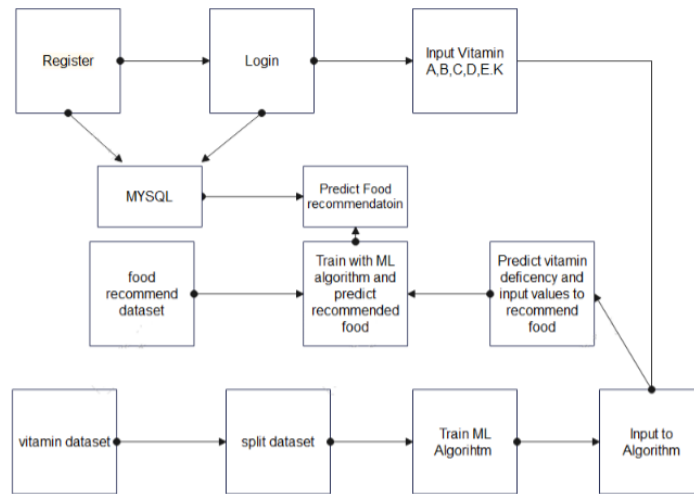 Register
Login
Input Vitamin
A,B,C,D,E.K
MYSQL
Predict Food
recommendatoin
food
recommend
dataset
Train with ML
algorithm and
predict
recommended
food
Predict vitamin
deficency and
input values to
recommend
food
vitamin dataset
split dataset
Train ML
Algorihtm
Input to
Algorithm